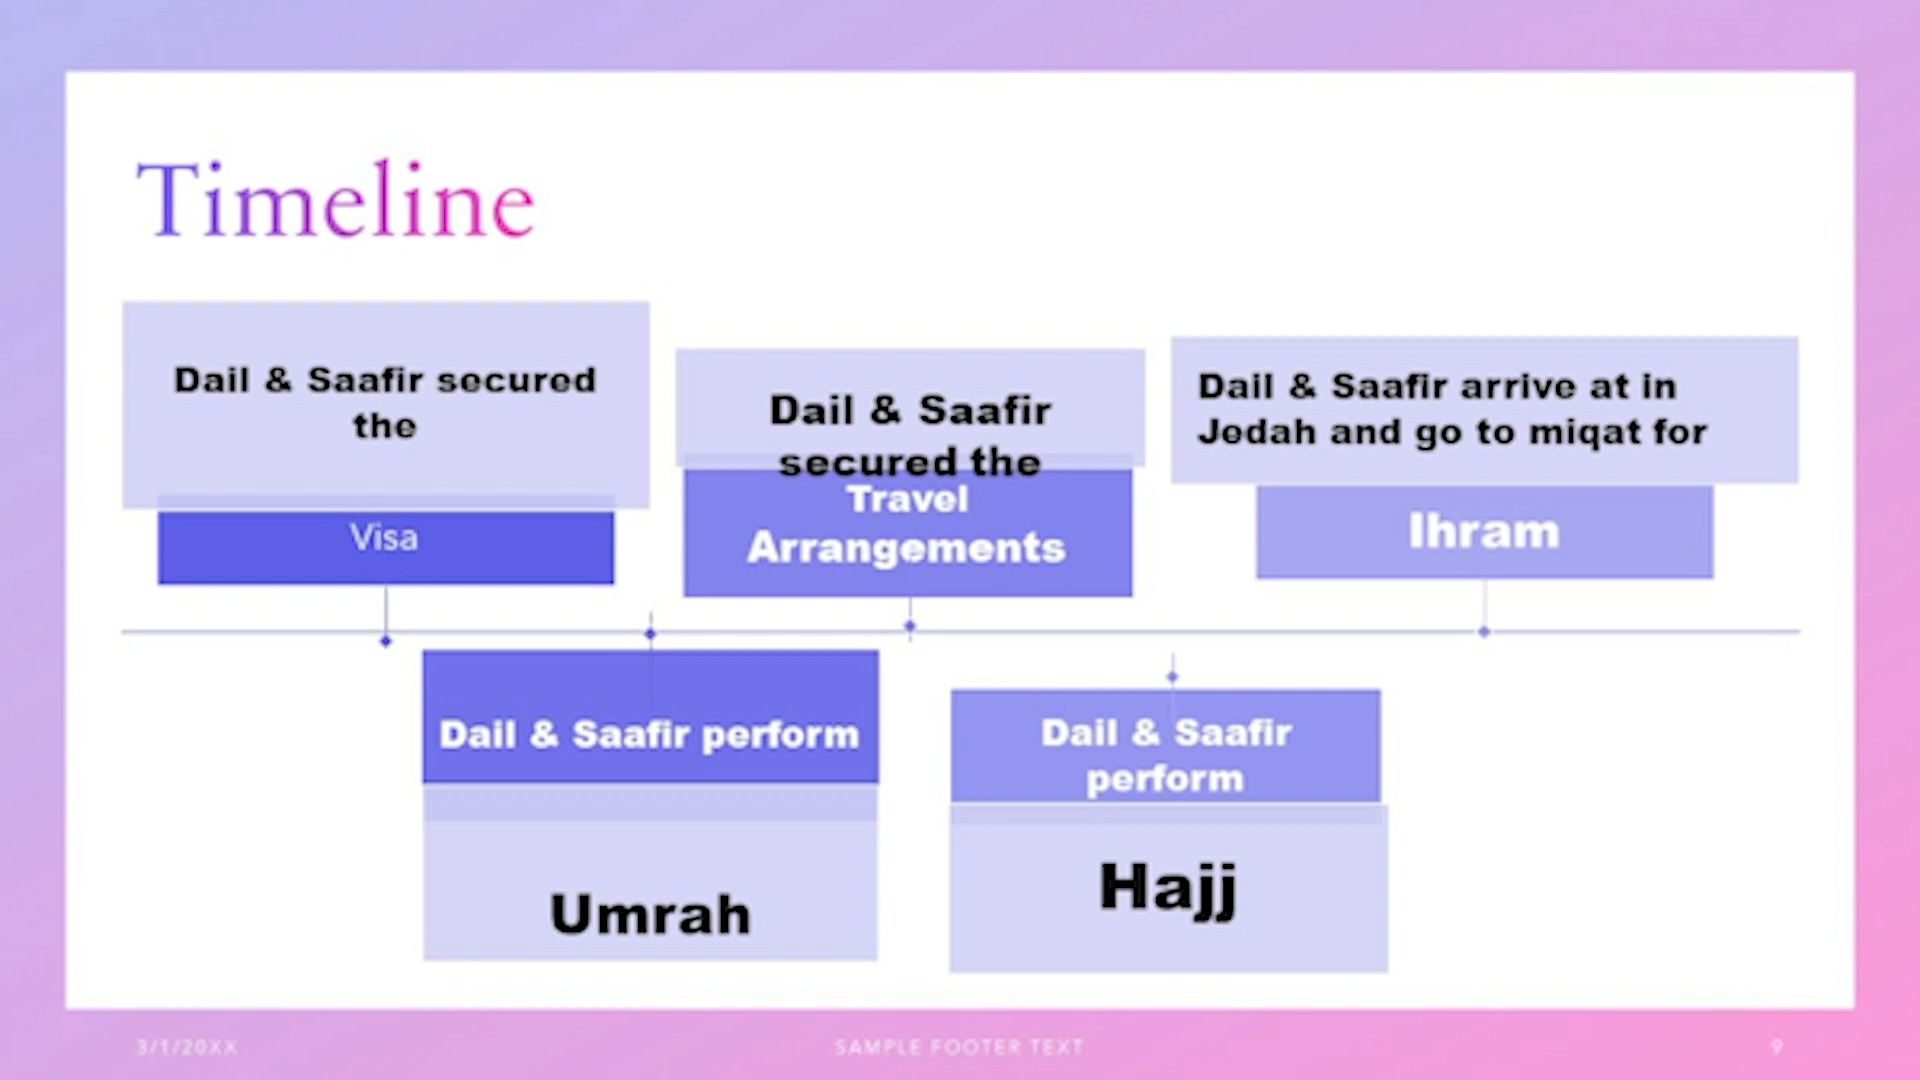 Timeline
Dail & Saafir secured
the
Visa
Dail & Saafir
secured the
Travel
Arrangements
Dail & Saafir arrive at in
Jedah and go to miqat for
Ihram
Dail & Saafir perform
Umrah
Dail & Saafir
perform
Hajj
3/1/20XX
SAMPLE FOOTER TEXT
9